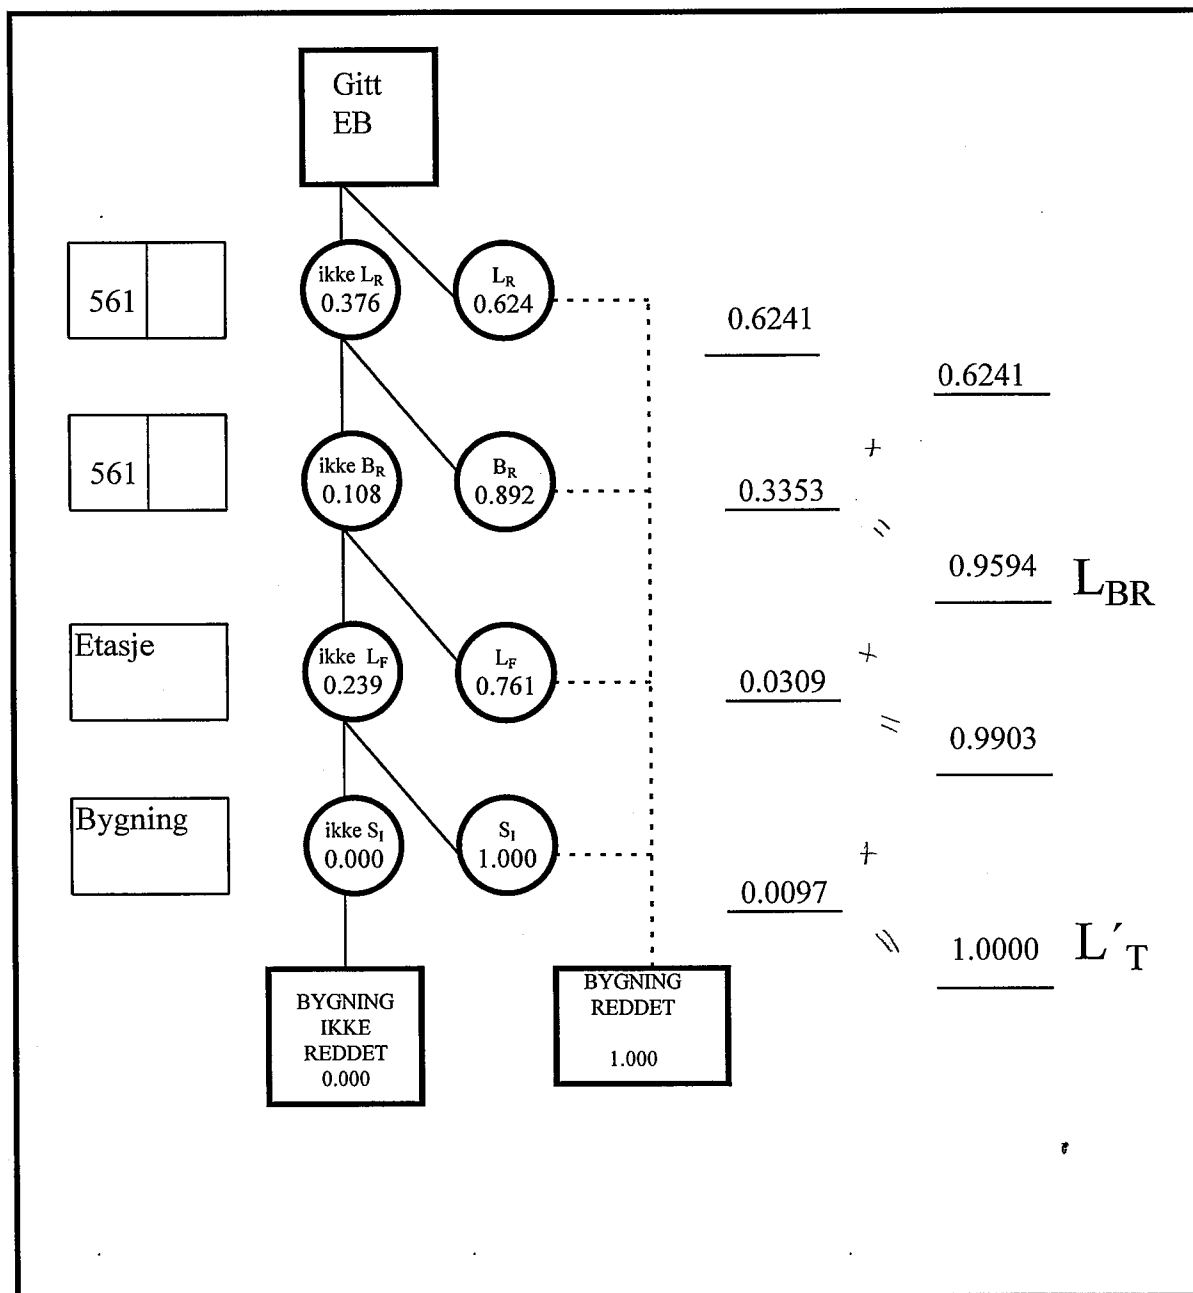 Gitt
EB
561
ikke L_R
0.376
L_R
0.624
0.6241
0.6241
+
561
ikke B_R
0.108
B_R
0.892
0.3353
=
0.9594
L_BR
Etasje
ikke L_F
0.239
L_F
0.761
+
0.0309
=
0.9903
Bygning
ikke S_I
0.000
S_I
1.000
+
0.0097
=
1.0000
L´_T
BYGNING
IKKE
REDDET
0.000
BYGNING
REDDET
1.000